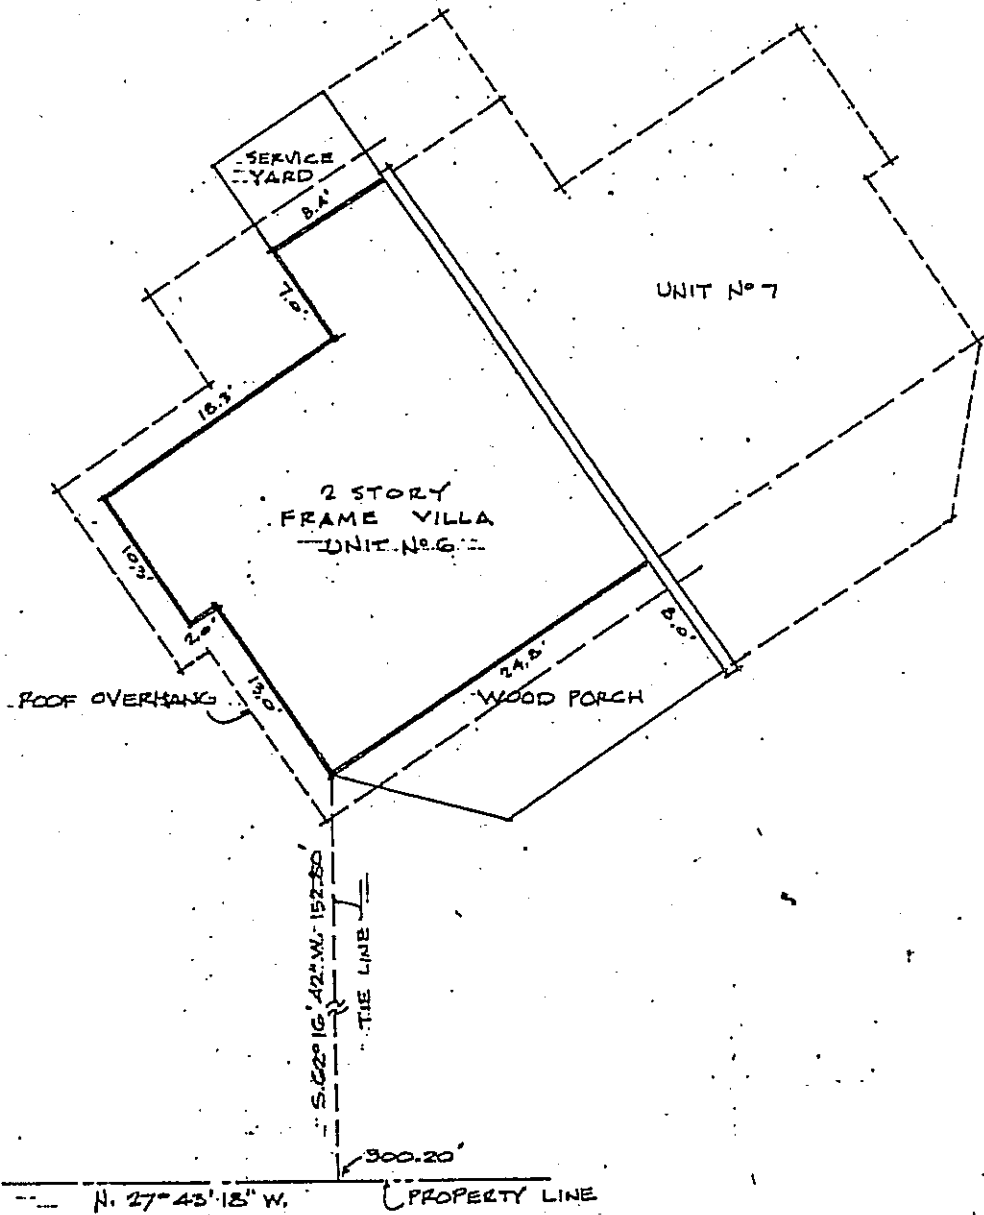 SERVICE
YARD
8.4'
7.0'
UNIT Nº 7
18.3'
2 STORY
FRAME VILLA
UNIT Nº 6
10.3'
2.0'
13.0'
24.8'
8.0'
ROOF OVERHANG
WOOD PORCH
S.62°16'42"W.-152.80'
TIE LINE
300.20'
N. 27°43'18" W.
PROPERTY LINE